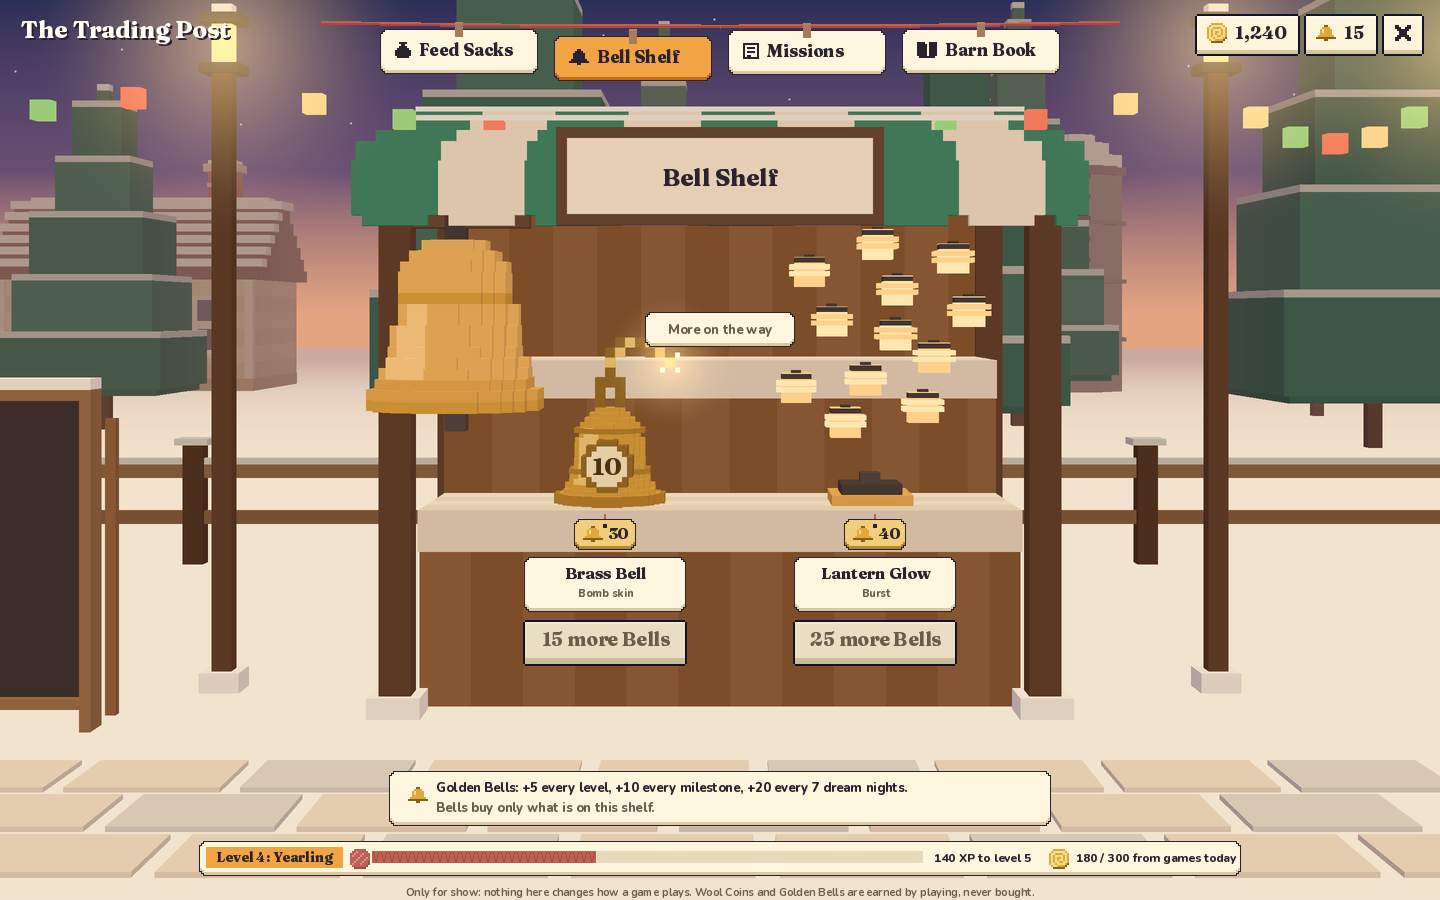 The Trading Post
Feed Sacks
Bell Shelf
Missions
Barn Book
1,240
15
Bell Shelf
More on the way
10
30
40
Brass Bell
Bomb skin
Lantern Glow
Burst
15 more Bells
25 more Bells
Golden Bells: +5 every level, +10 every milestone, +20 every 7 dream nights.
Bells buy only what is on this shelf.
Level 4: Yearling
140 XP to level 5
180 / 300 from games today
Only for show: nothing here changes how a game plays. Wool Coins and Golden Bells are earned by playing, never bought.